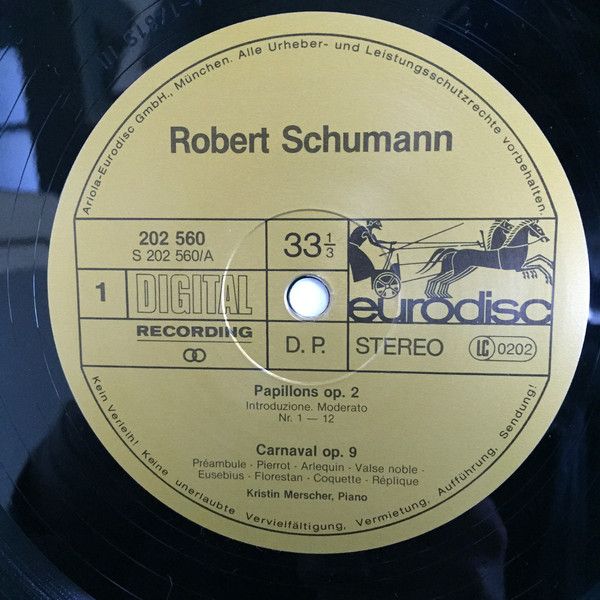 Ariola-Eurodisc GmbH., München. Alle Urheber- und Leistungsschutzrechte vorbehalten.
Robert Schumann
202 560
S 202 560/A
33 1/3
1
DIGITAL
RECORDING
eurodisc
D. P.
STEREO
LC 0202
Papillons op. 2
Introduzione. Moderato
Nr. 1 — 12
Carnaval op. 9
Préambule · Pierrot · Arlequin · Valse noble ·
Eusebius · Florestan · Coquette · Réplique
Kristin Merscher, Piano
Kein Verleih! Keine unerlaubte Vervielfältigung, Vermietung, Aufführung, Sendung!